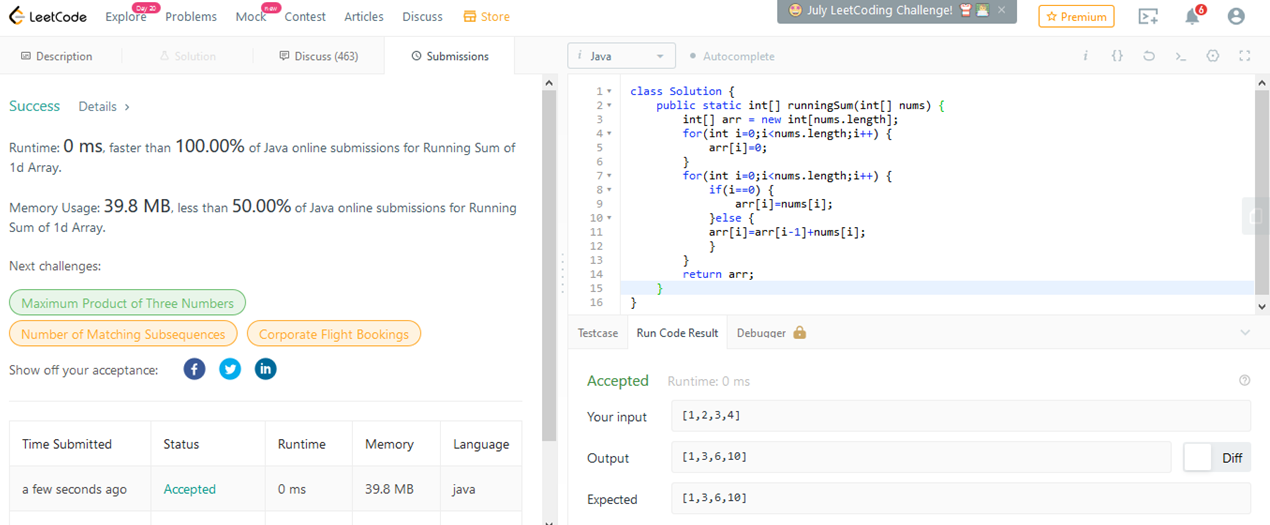 LeetCode Explore Day 20 Problems Mock new Contest Articles Discuss Store
😍 July LeetCoding Challenge! ×
Premium 6
Description Solution Discuss (463) Submissions
i Java Autocomplete
Success Details >
Runtime: 0 ms, faster than 100.00% of Java online submissions for Running Sum of
1d Array.
Memory Usage: 39.8 MB, less than 50.00% of Java online submissions for Running
Sum of 1d Array.
Next challenges:
Maximum Product of Three Numbers
Number of Matching Subsequences Corporate Flight Bookings
Show off your acceptance:
Time Submitted Status Runtime Memory Language
a few seconds ago Accepted 0 ms 39.8 MB java
1 class Solution {
2 public static int[] runningSum(int[] nums) {
3 int[] arr = new int[nums.length];
4 for(int i=0;i<nums.length;i++) {
5 arr[i]=0;
6 }
7 for(int i=0;i<nums.length;i++) {
8 if(i==0) {
9 arr[i]=nums[i];
10 }else {
11 arr[i]=arr[i-1]+nums[i];
12 }
13 }
14 return arr;
15 }
16 }
Testcase Run Code Result Debugger
Accepted Runtime: 0 ms
Your input [1,2,3,4]
Output [1,3,6,10] Diff
Expected [1,3,6,10]